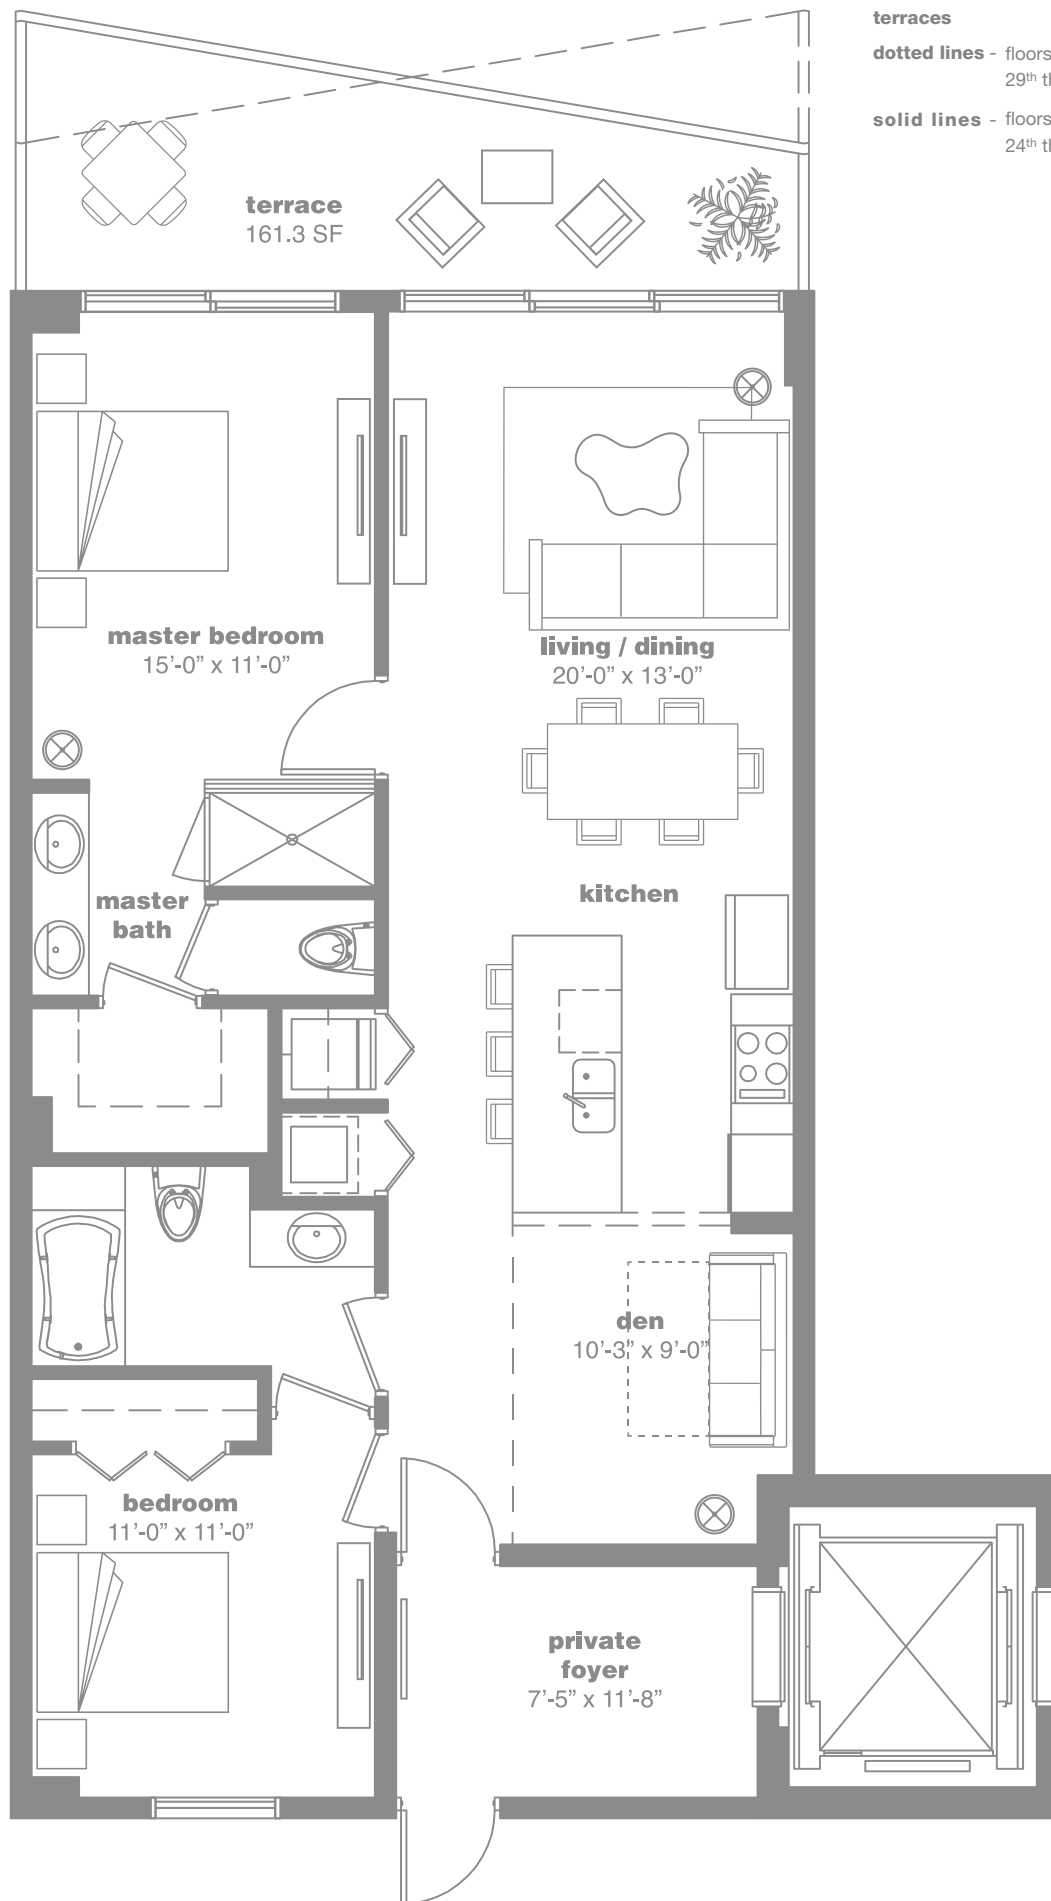 terraces
dotted lines - floors
29th
solid lines - floors
24th
terrace
161.3 SF
master bedroom
15’-0” x 11’-0”
living / dining
20’-0” x 13’-0”
kitchen
master
bath
den
10’-3” x 9’-0”
bedroom
11’-0” x 11’-0”
private
foyer
7’-5” x 11’-8”